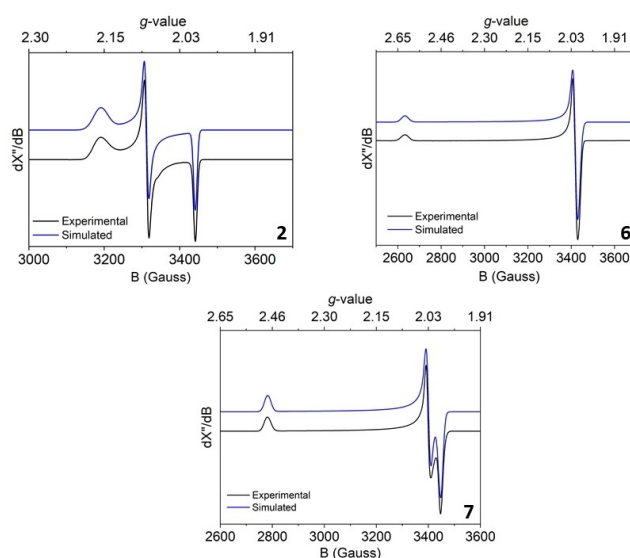 g-value
2.30 2.15 2.03 1.91
dX"/dB
Experimental
Simulated
2
3000 3200 3400 3600
B (Gauss)
g-value
2.65 2.46 2.30 2.15 2.03 1.91
dX"/dB
Experimental
Simulated
6
2600 2800 3000 3200 3400 3600
B (Gauss)
g-value
2.65 2.46 2.30 2.15 2.03 1.91
dX"/dB
Experimental
Simulated
7
2600 2800 3000 3200 3400 3600
B (Gauss)